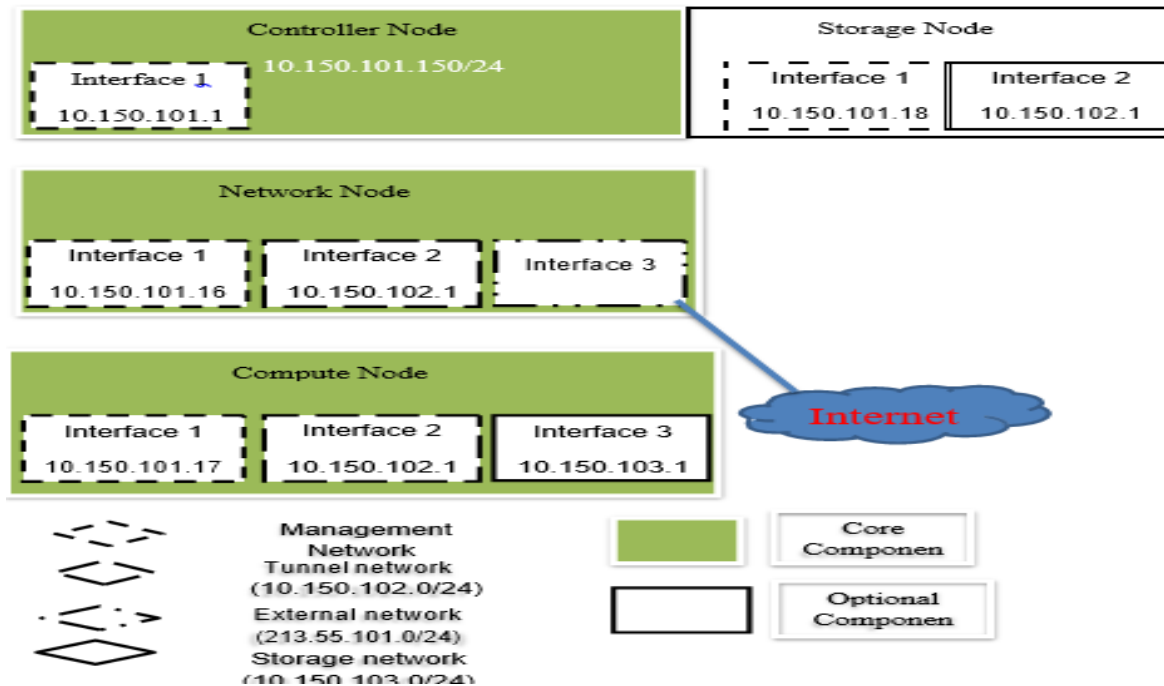 Controller Node
10.150.101.150/24
Interface 1
10.150.101.1
Storage Node
Interface 1
10.150.101.18
Interface 2
10.150.102.1
Network Node
Interface 1
10.150.101.16
Interface 2
10.150.102.1
Interface 3
Compute Node
Interface 1
10.150.101.17
Interface 2
10.150.102.1
Interface 3
10.150.103.1
Internet
Management
Network
Tunnel network
(10.150.102.0/24)
External network
(213.55.101.0/24)
Storage network
(10.150.103.0/24)
Core
Componen
Optional
Componen